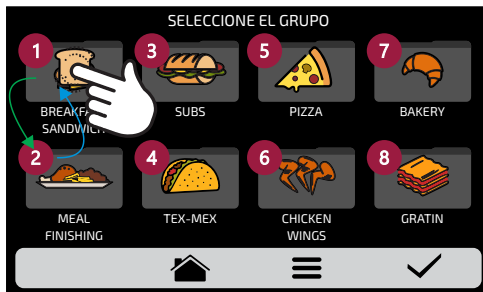 SELECCIONE EL GRUPO
1
3
5
7
SUBS
PIZZA
BAKERY
SANDWICH
2
4
6
8
MEAL
FINISHING
TEX-MEX
CHICKEN
WINGS
GRATIN